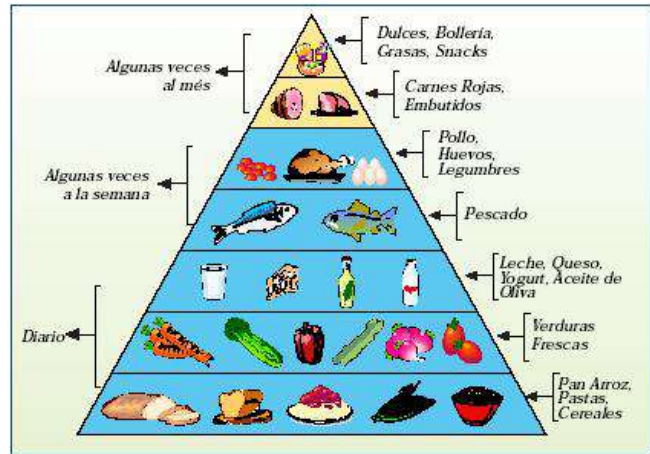 Dulces, Bollería,
Grasas, Snacks
Algunas veces
al més
Carnes Rojas,
Embutidos
Pollo,
Huevos,
Legumbres
Algunas veces
a la semana
Pescado
Leche, Queso,
Yogurt, Aceite de
Oliva
Diario
Verduras
Frescas
Pan Arroz,
Pastas,
Cereales